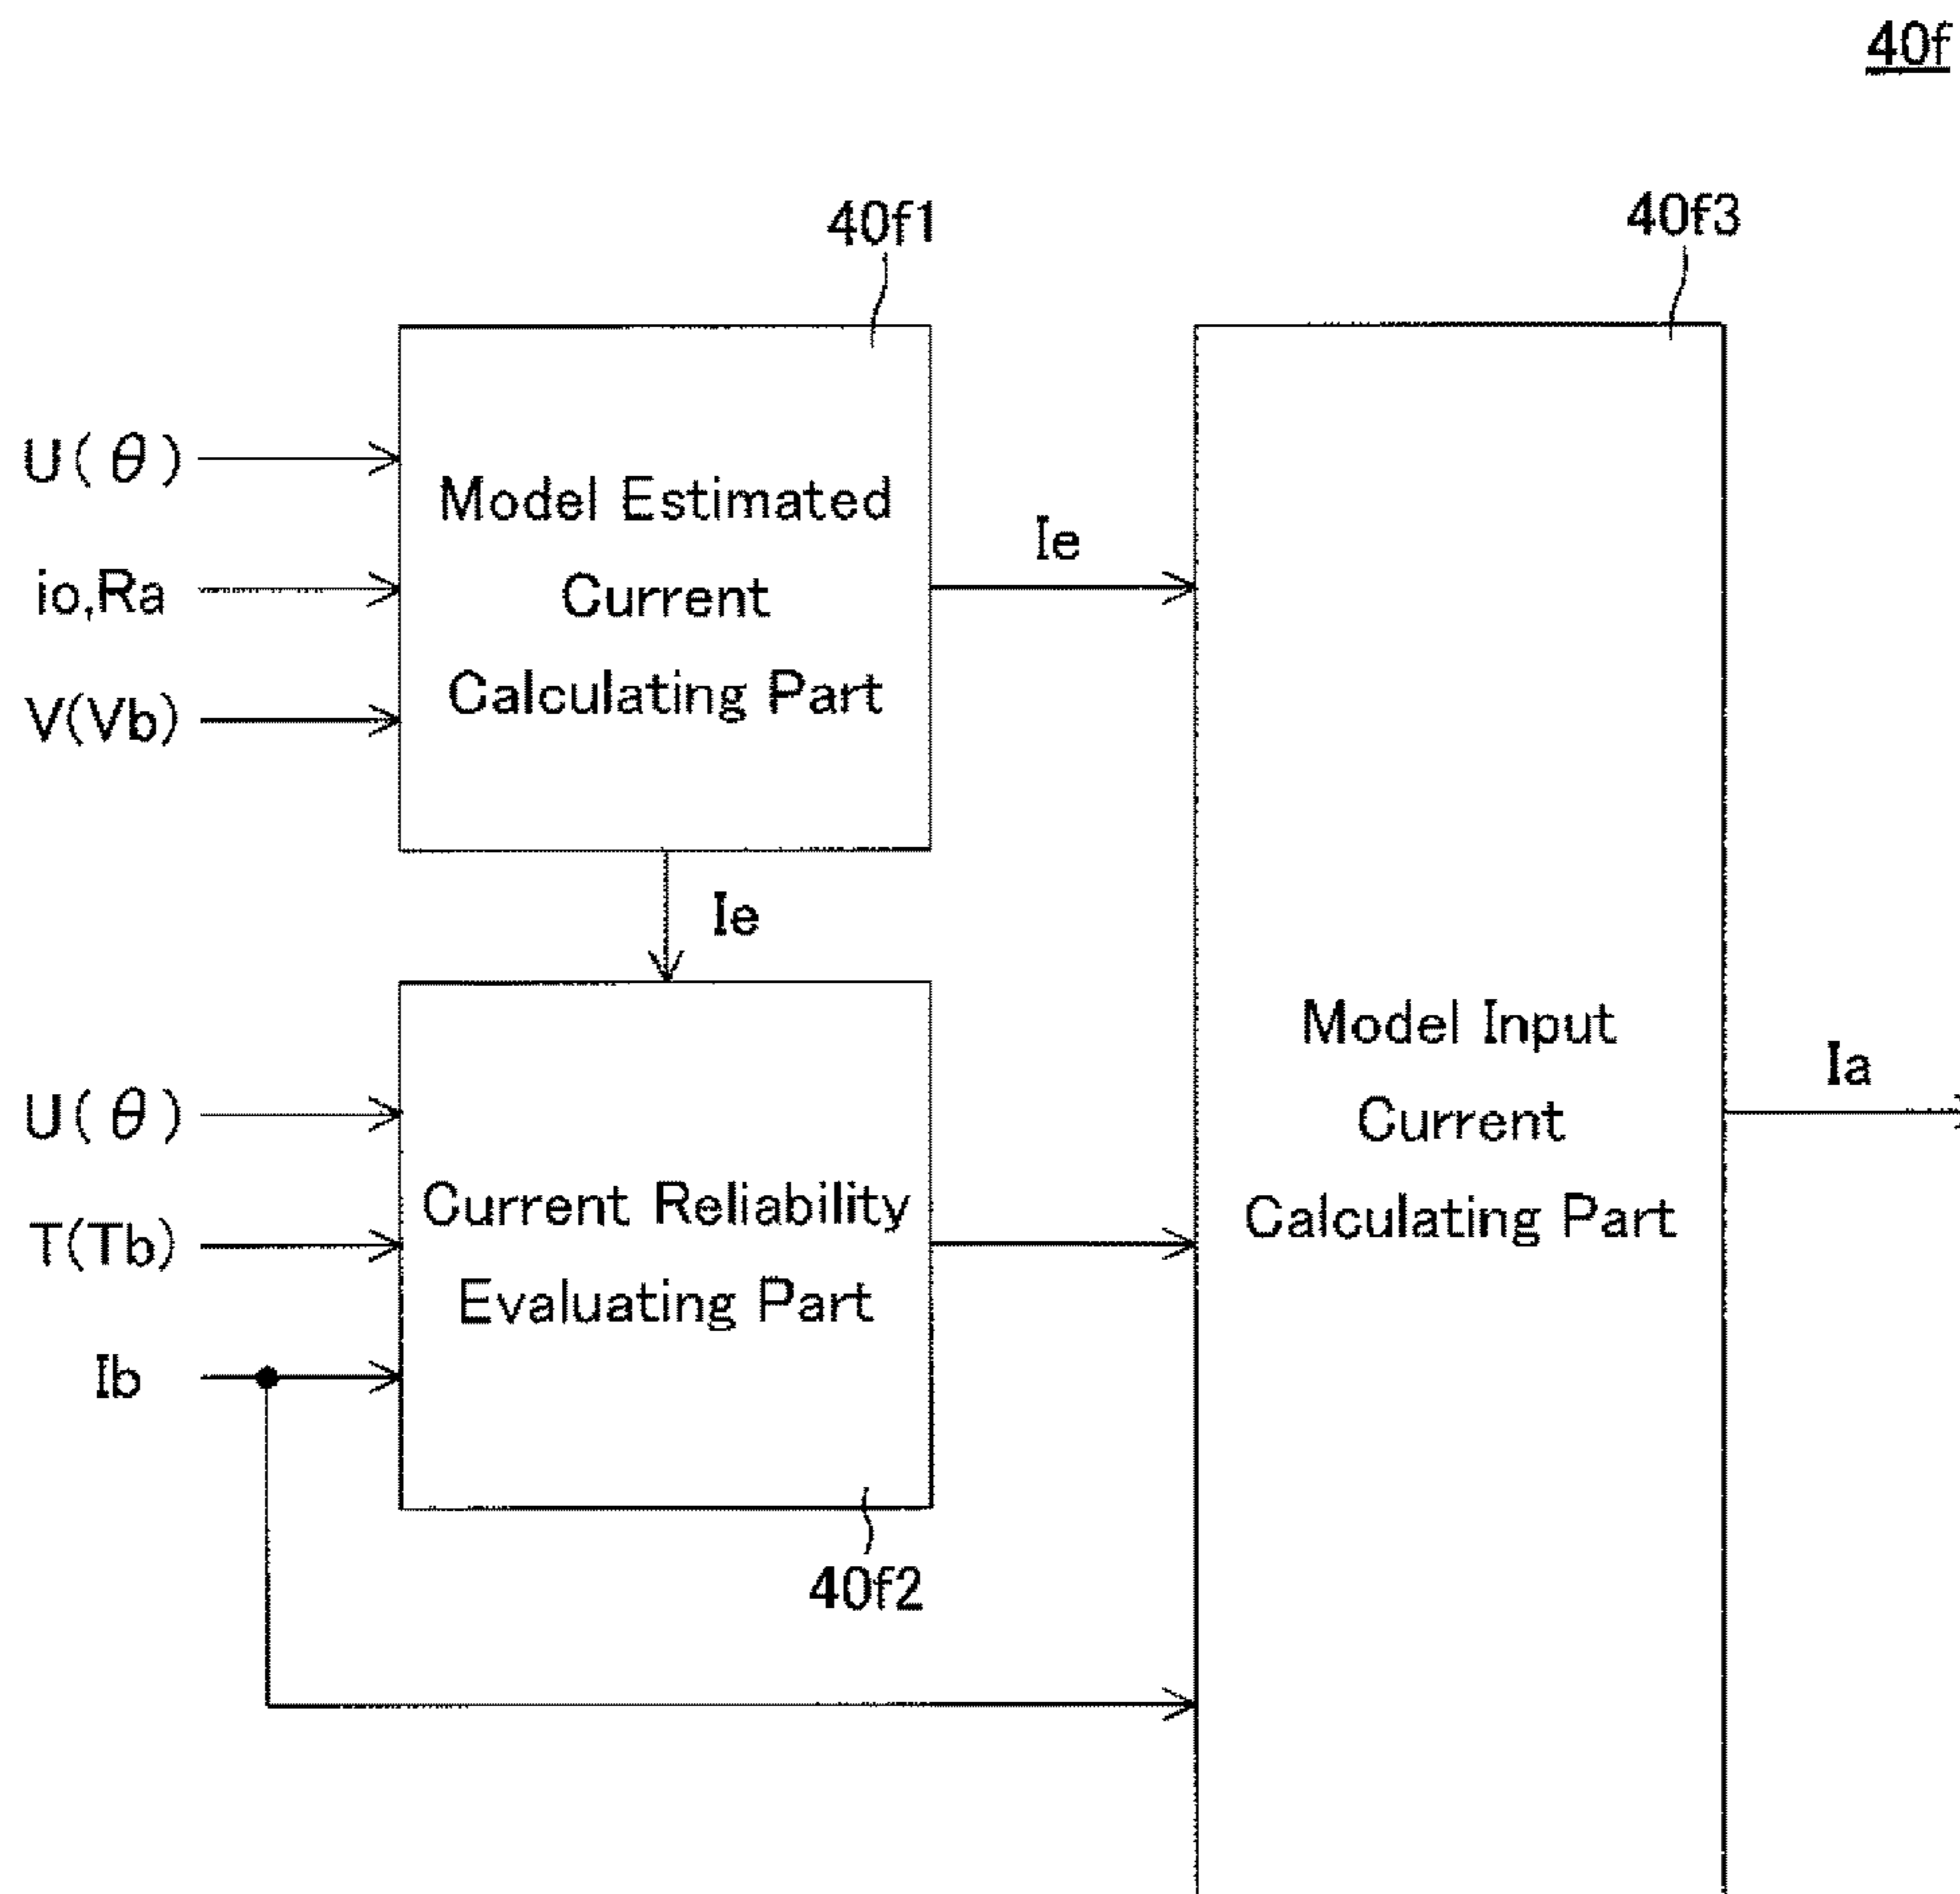 40f
40f1
40f3
U(θ)
io,Ra
V(Vb)
Model Estimated
Current
Calculating Part
Ie
Ie
U(θ)
T(Tb)
Ib
Current Reliability
Evaluating Part
40f2
Model Input
Current
Calculating Part
Ia